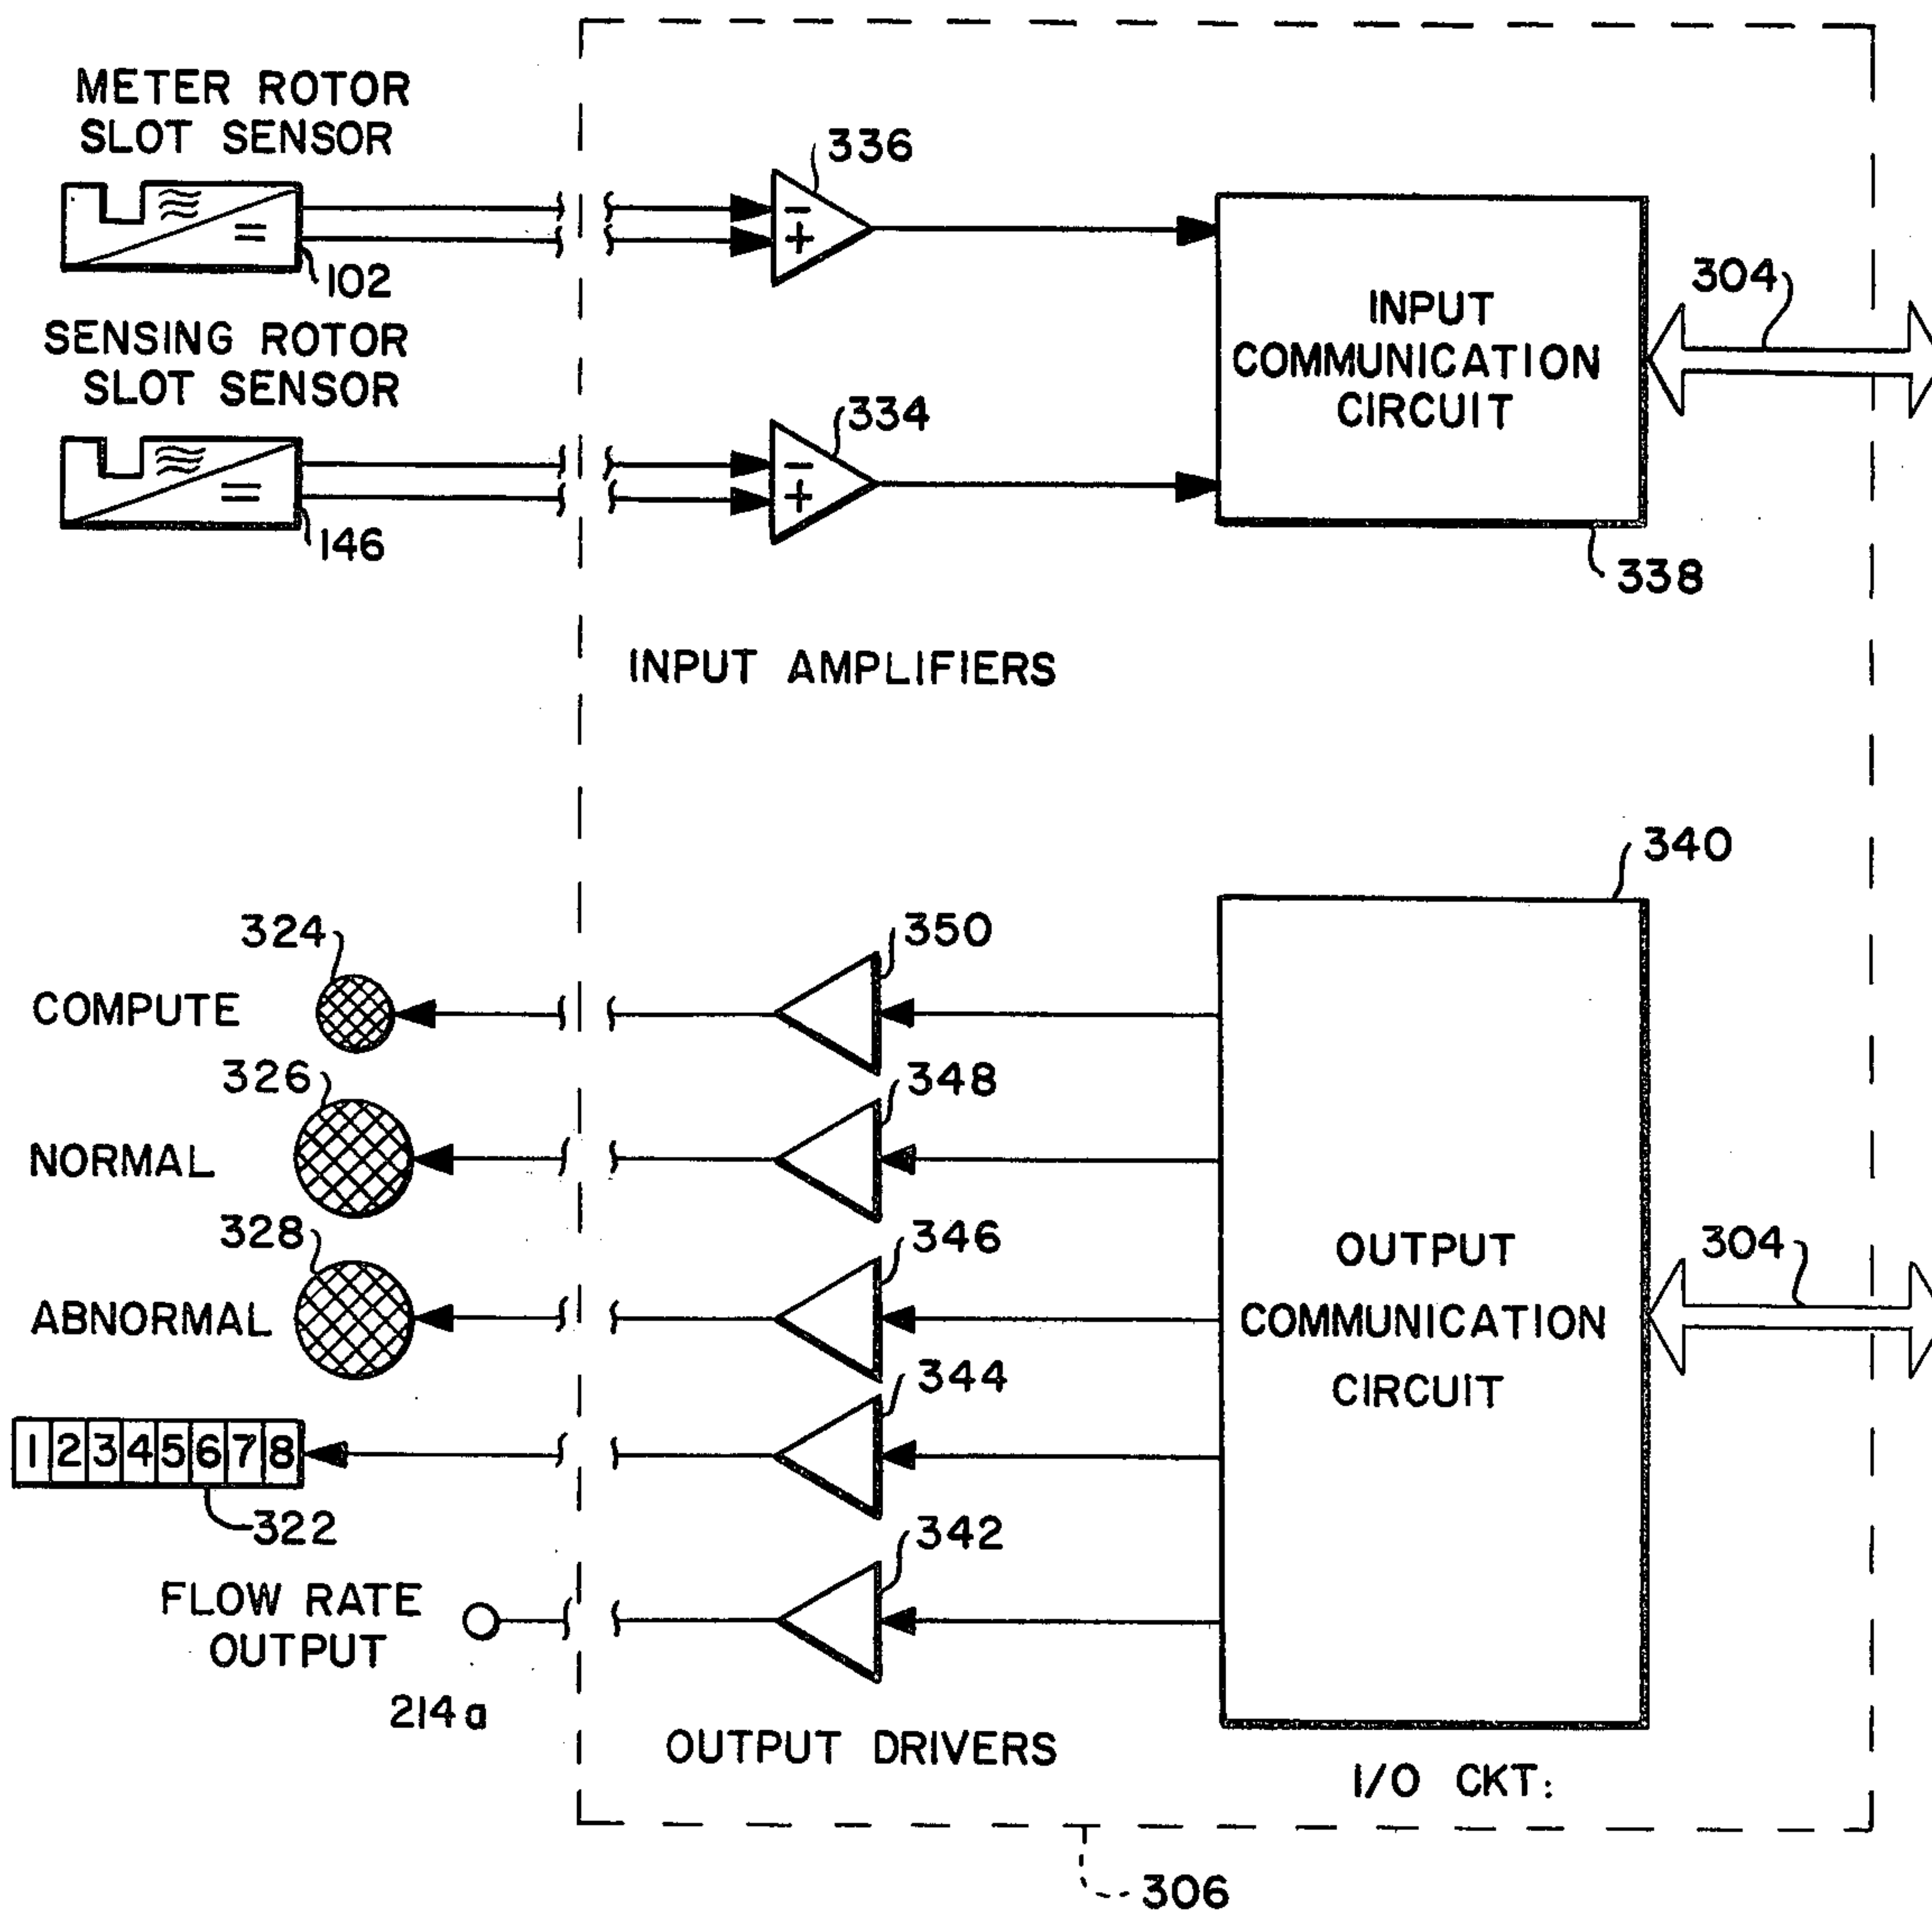 METER ROTOR
SLOT SENSOR
336
102
304
INPUT
COMMUNICATION
CIRCUIT
SENSING ROTOR
SLOT SENSOR
334
146
338
INPUT AMPLIFIERS
340
324
350
COMPUTE
326
348
NORMAL
328
346
304
OUTPUT
COMMUNICATION
CIRCUIT
ABNORMAL
344
1 2 3 4 5 6 7 8
322
342
FLOW RATE
OUTPUT
214a
OUTPUT DRIVERS
I/O CKT:
306